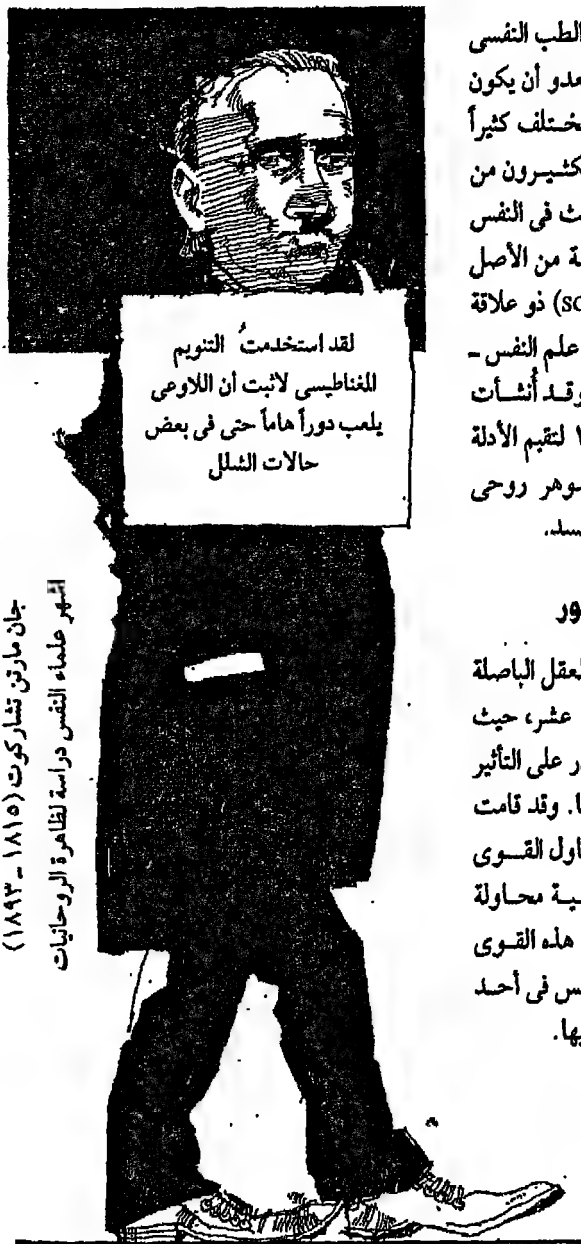 الطب النفسى
عدو أن يكون
ختلف كثيراً
كثيرون من
ث فى النفس
ة من الأصل
sc) ذو علاقة
علم النفس -
وقد أُنشأت
ا لتقيم الأدلة
وهر روحى
سد.
ور
لعقل الباصلة
عشر، حيث
ر على التأثير
ا. وقد قامت
اول القوى
ية محاولة
هذه القوى
س فى أحد
يها.
لقد استخدمتُ التنويم
المغناطيسى لاثبت أن اللاوعى
يلعب دوراً هاماً حتى فى بعض
حالات الشلل
جان مارتن تشاركوت (١٨١٥ - ١٨٩٣)
اشهر علماء النفس دراسة لظاهرة الروحانيات